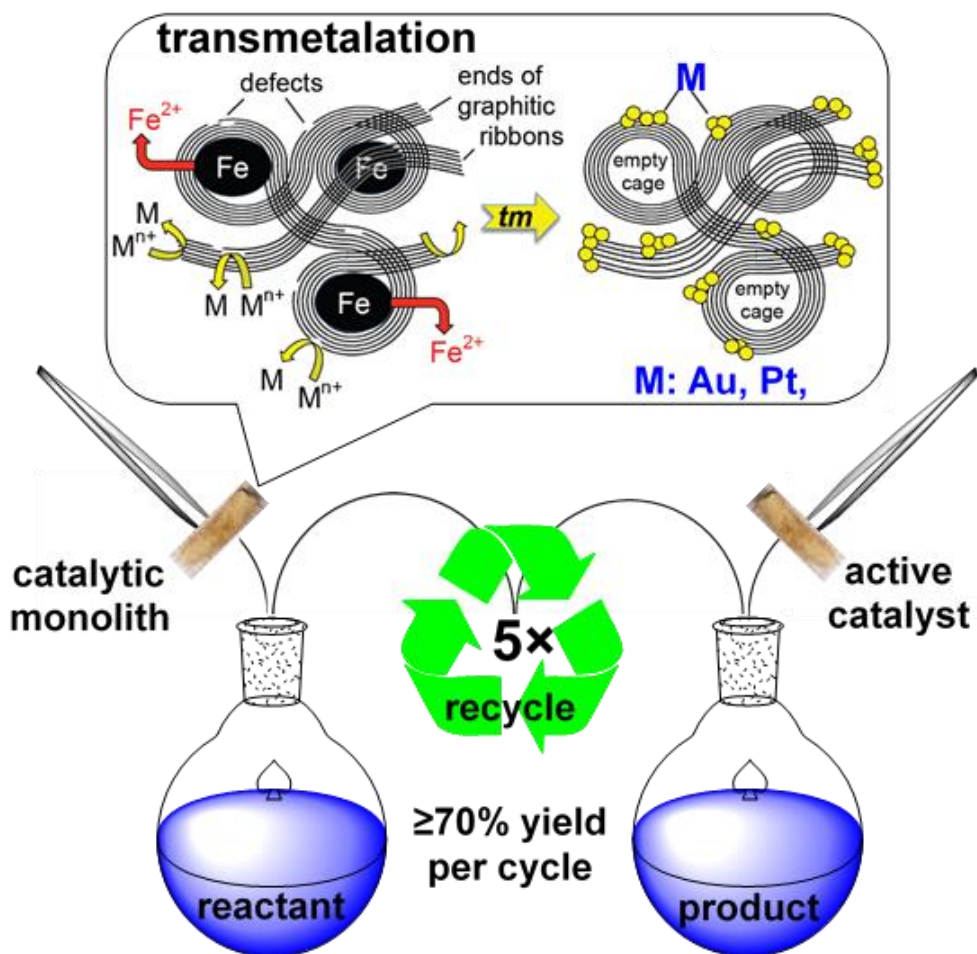 transmetalation
defects
ends of
graphitic
ribbons
Fe2+
Fe
Fe
M
Mn+
M
Mn+
Fe
M
Mn+
Fe2+
tm
M
empty
cage
empty
cage
M: Au, Pt,
catalytic
monolith
active
catalyst
5×
recycle
≥70% yield
per cycle
reactant
product